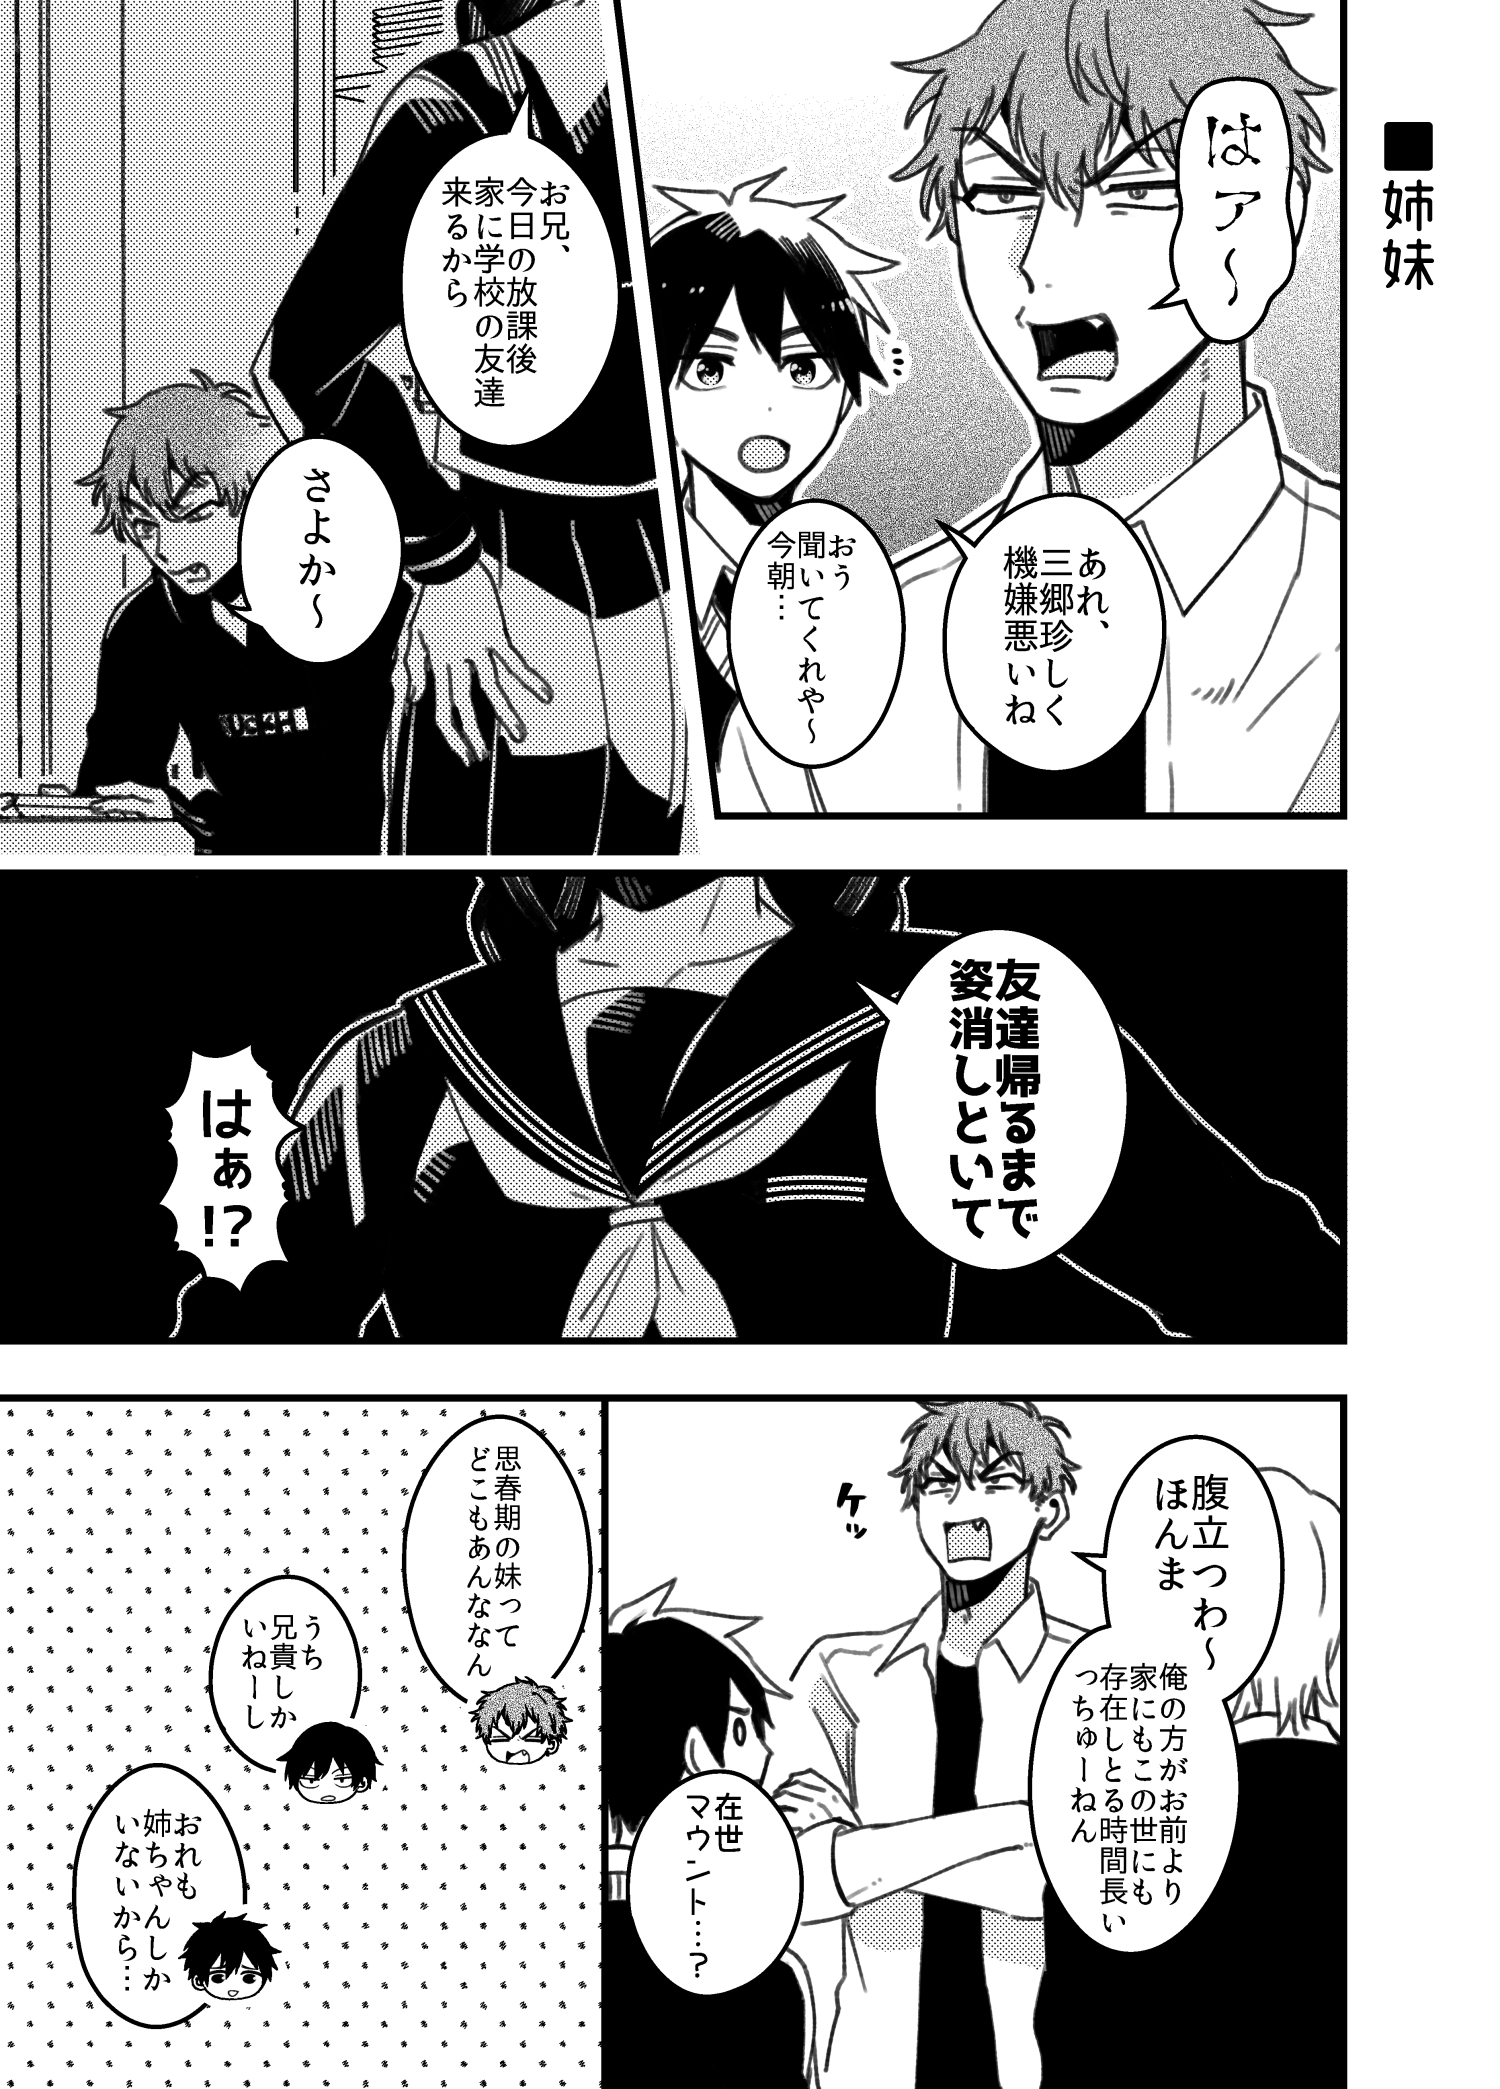 ■姉妹
はァ～
あれ、
三郷珍しく
機嫌悪いね
おぅ
聞いてくれや～
今朝…
お兄、
今日の放課後
家に学校の友達
来るから
さよか～
友達帰るまで
姿消しといて
はぁ!?
腹立つわ～
ほんま
俺の方がお前より
家にもこの世にも
存在しとる時間長い
っちゅーねん
ケッ
在世
マウント…?
思春期の妹って
どこもあんなんなん
うち
兄貴しか
いねーし
おれも
姉ちゃんしか
いないから…